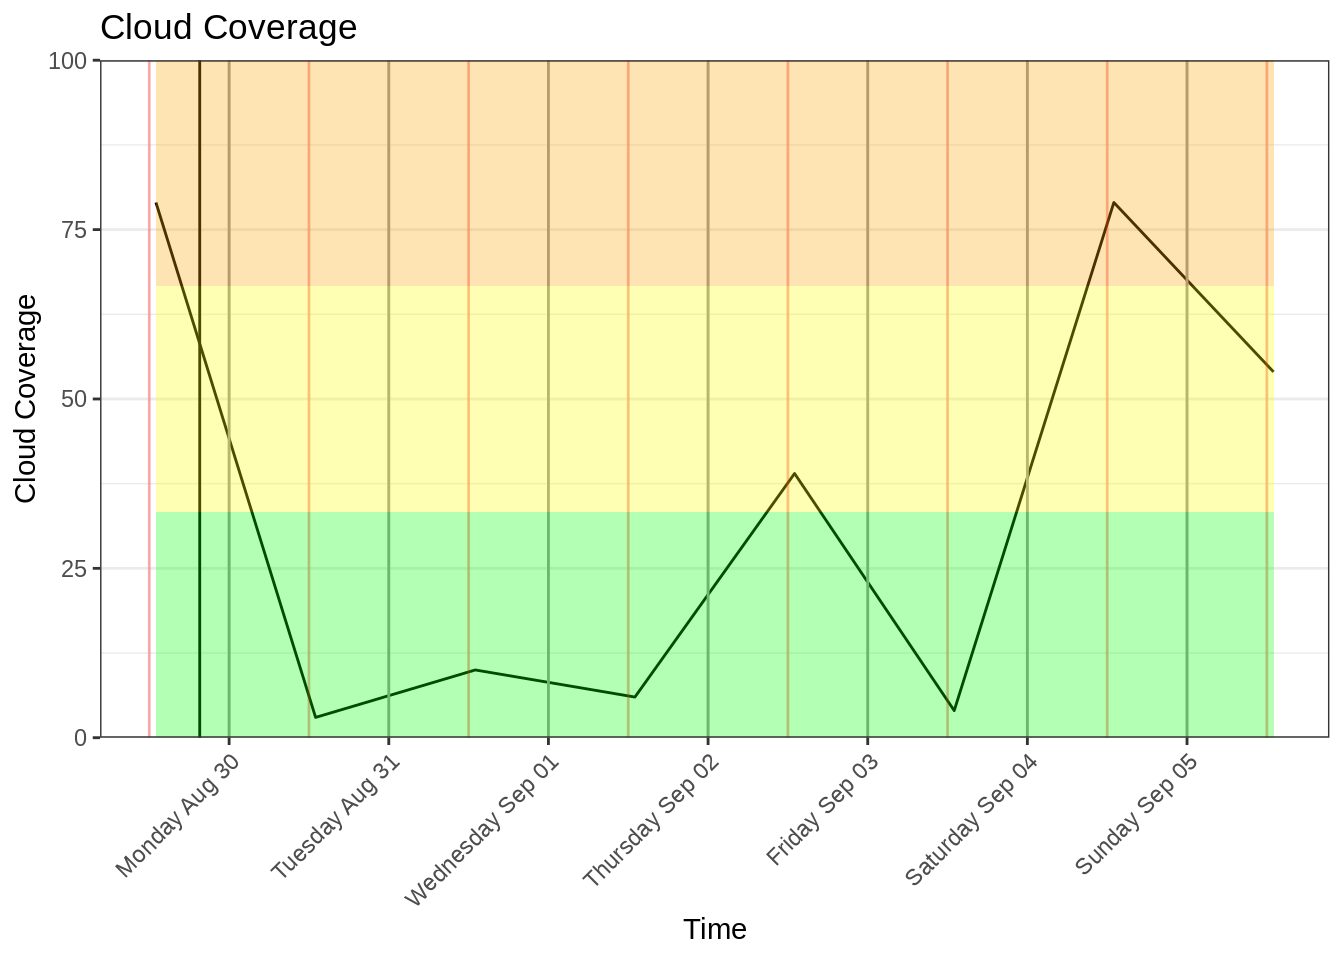 Cloud Coverage
100
75
50
25
0
Cloud Coverage
Monday Aug 30
Tuesday Aug 31
Wednesday Sep 01
Thursday Sep 02
Friday Sep 03
Saturday Sep 04
Sunday Sep 05
Time